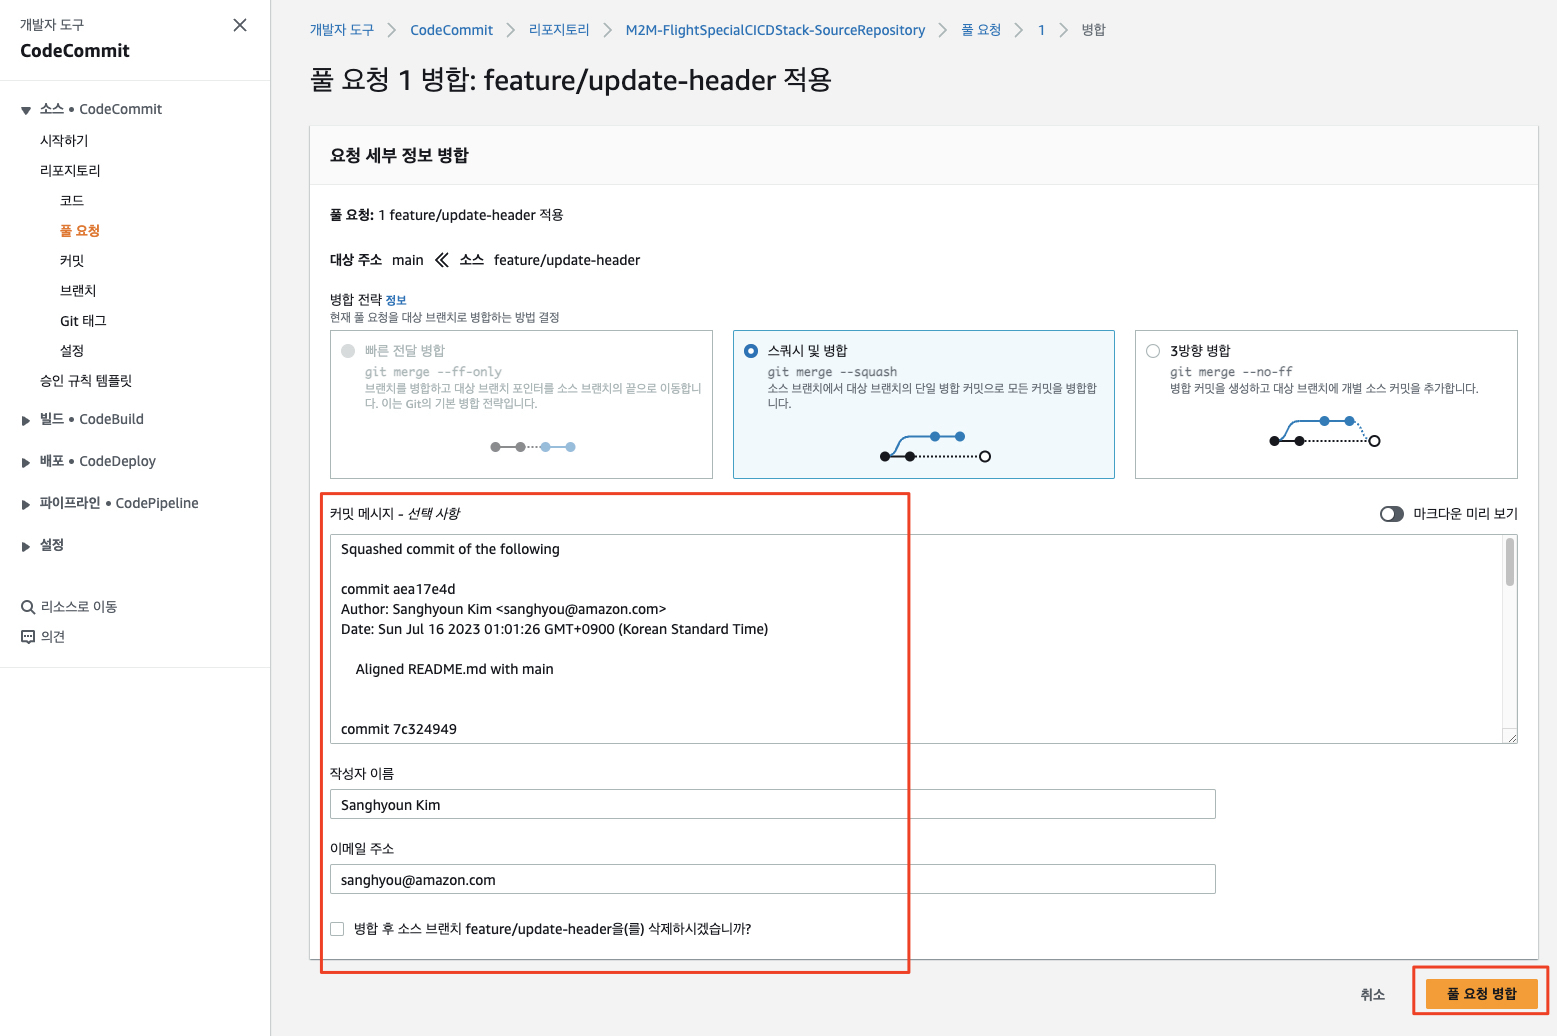 개발자 도구
CodeCommit
소스 • CodeCommit
시작하기
리포지토리
코드
풀 요청
커밋
브랜치
Git 태그
설정
승인 규칙 템플릿
빌드 • CodeBuild
배포 • CodeDeploy
파이프라인 • CodePipeline
설정
리소스로 이동
의견
개발자 도구 > CodeCommit > 리포지토리 > M2M-FlightSpecialCICDStack-SourceRepository > 풀 요청 > 1 > 병합
풀 요청 1 병합: feature/update-header 적용
요청 세부 정보 병합
풀 요청: 1 feature/update-header 적용
대상 주소 main 소스 feature/update-header
병합 전략 정보
현재 풀 요청을 대상 브랜치로 병합하는 방법 결정
빠른 전달 병합
git merge --ff-only
브랜치를 병합하고 대상 브랜치 포인터를 소스 브랜치의 끝으로 이동합니
다. 이는 Git의 기본 병합 전략입니다.
스쿼시 및 병합
git merge --squash
소스 브랜치에서 대상 브랜치의 단일 병합 커밋으로 모든 커밋을 병합합
니다.
3방향 병합
git merge --no-ff
병합 커밋을 생성하고 대상 브랜치에 개별 소스 커밋을 추가합니다.
커밋 메시지 - 선택 사항
마크다운 미리 보기
Squashed commit of the following
commit aea17e4d
Author: Sanghyoun Kim <sanghyou@amazon.com>
Date: Sun Jul 16 2023 01:01:26 GMT+0900 (Korean Standard Time)
Aligned README.md with main
commit 7c324949
작성자 이름
Sanghyoun Kim
이메일 주소
sanghyou@amazon.com
병합 후 소스 브랜치 feature/update-header을(를) 삭제하시겠습니까?
취소
풀 요청 병합